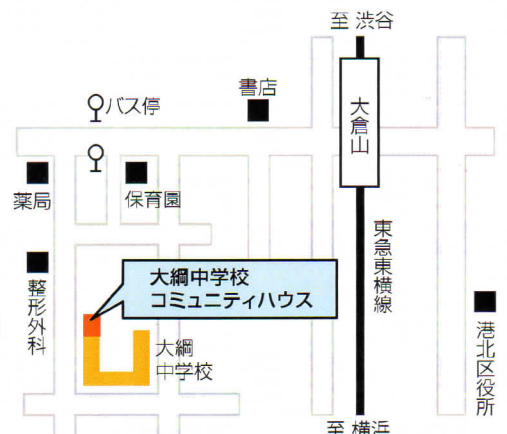 至 渋谷
書店
バス停
大倉山
薬局
保育園
整形外科
大綱中学校
コミュニティハウス
東急東横線
大綱
中学校
港北区役所
至 横浜